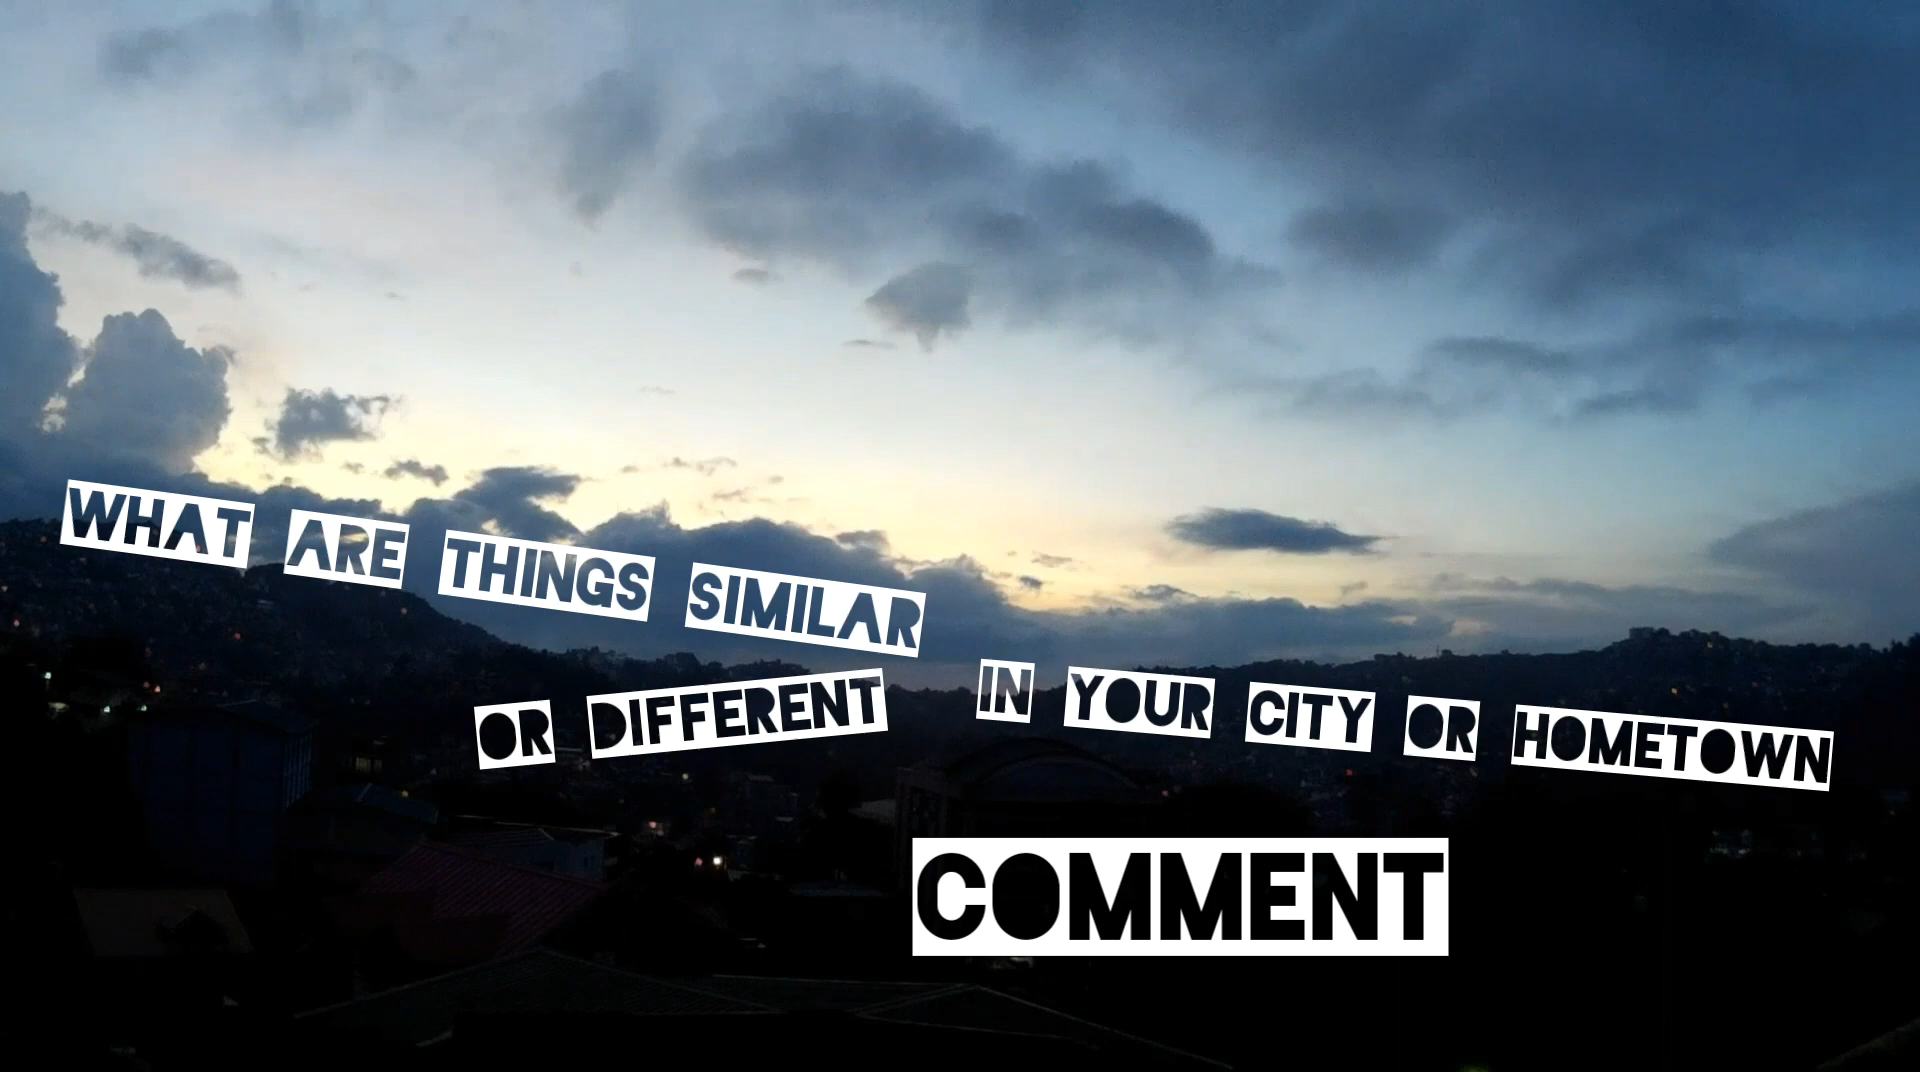 WHAT ARE THINGS SIMILAR
OR DIFFERENT
IN YOUR CITY OR HOMETOWN
COMMENT